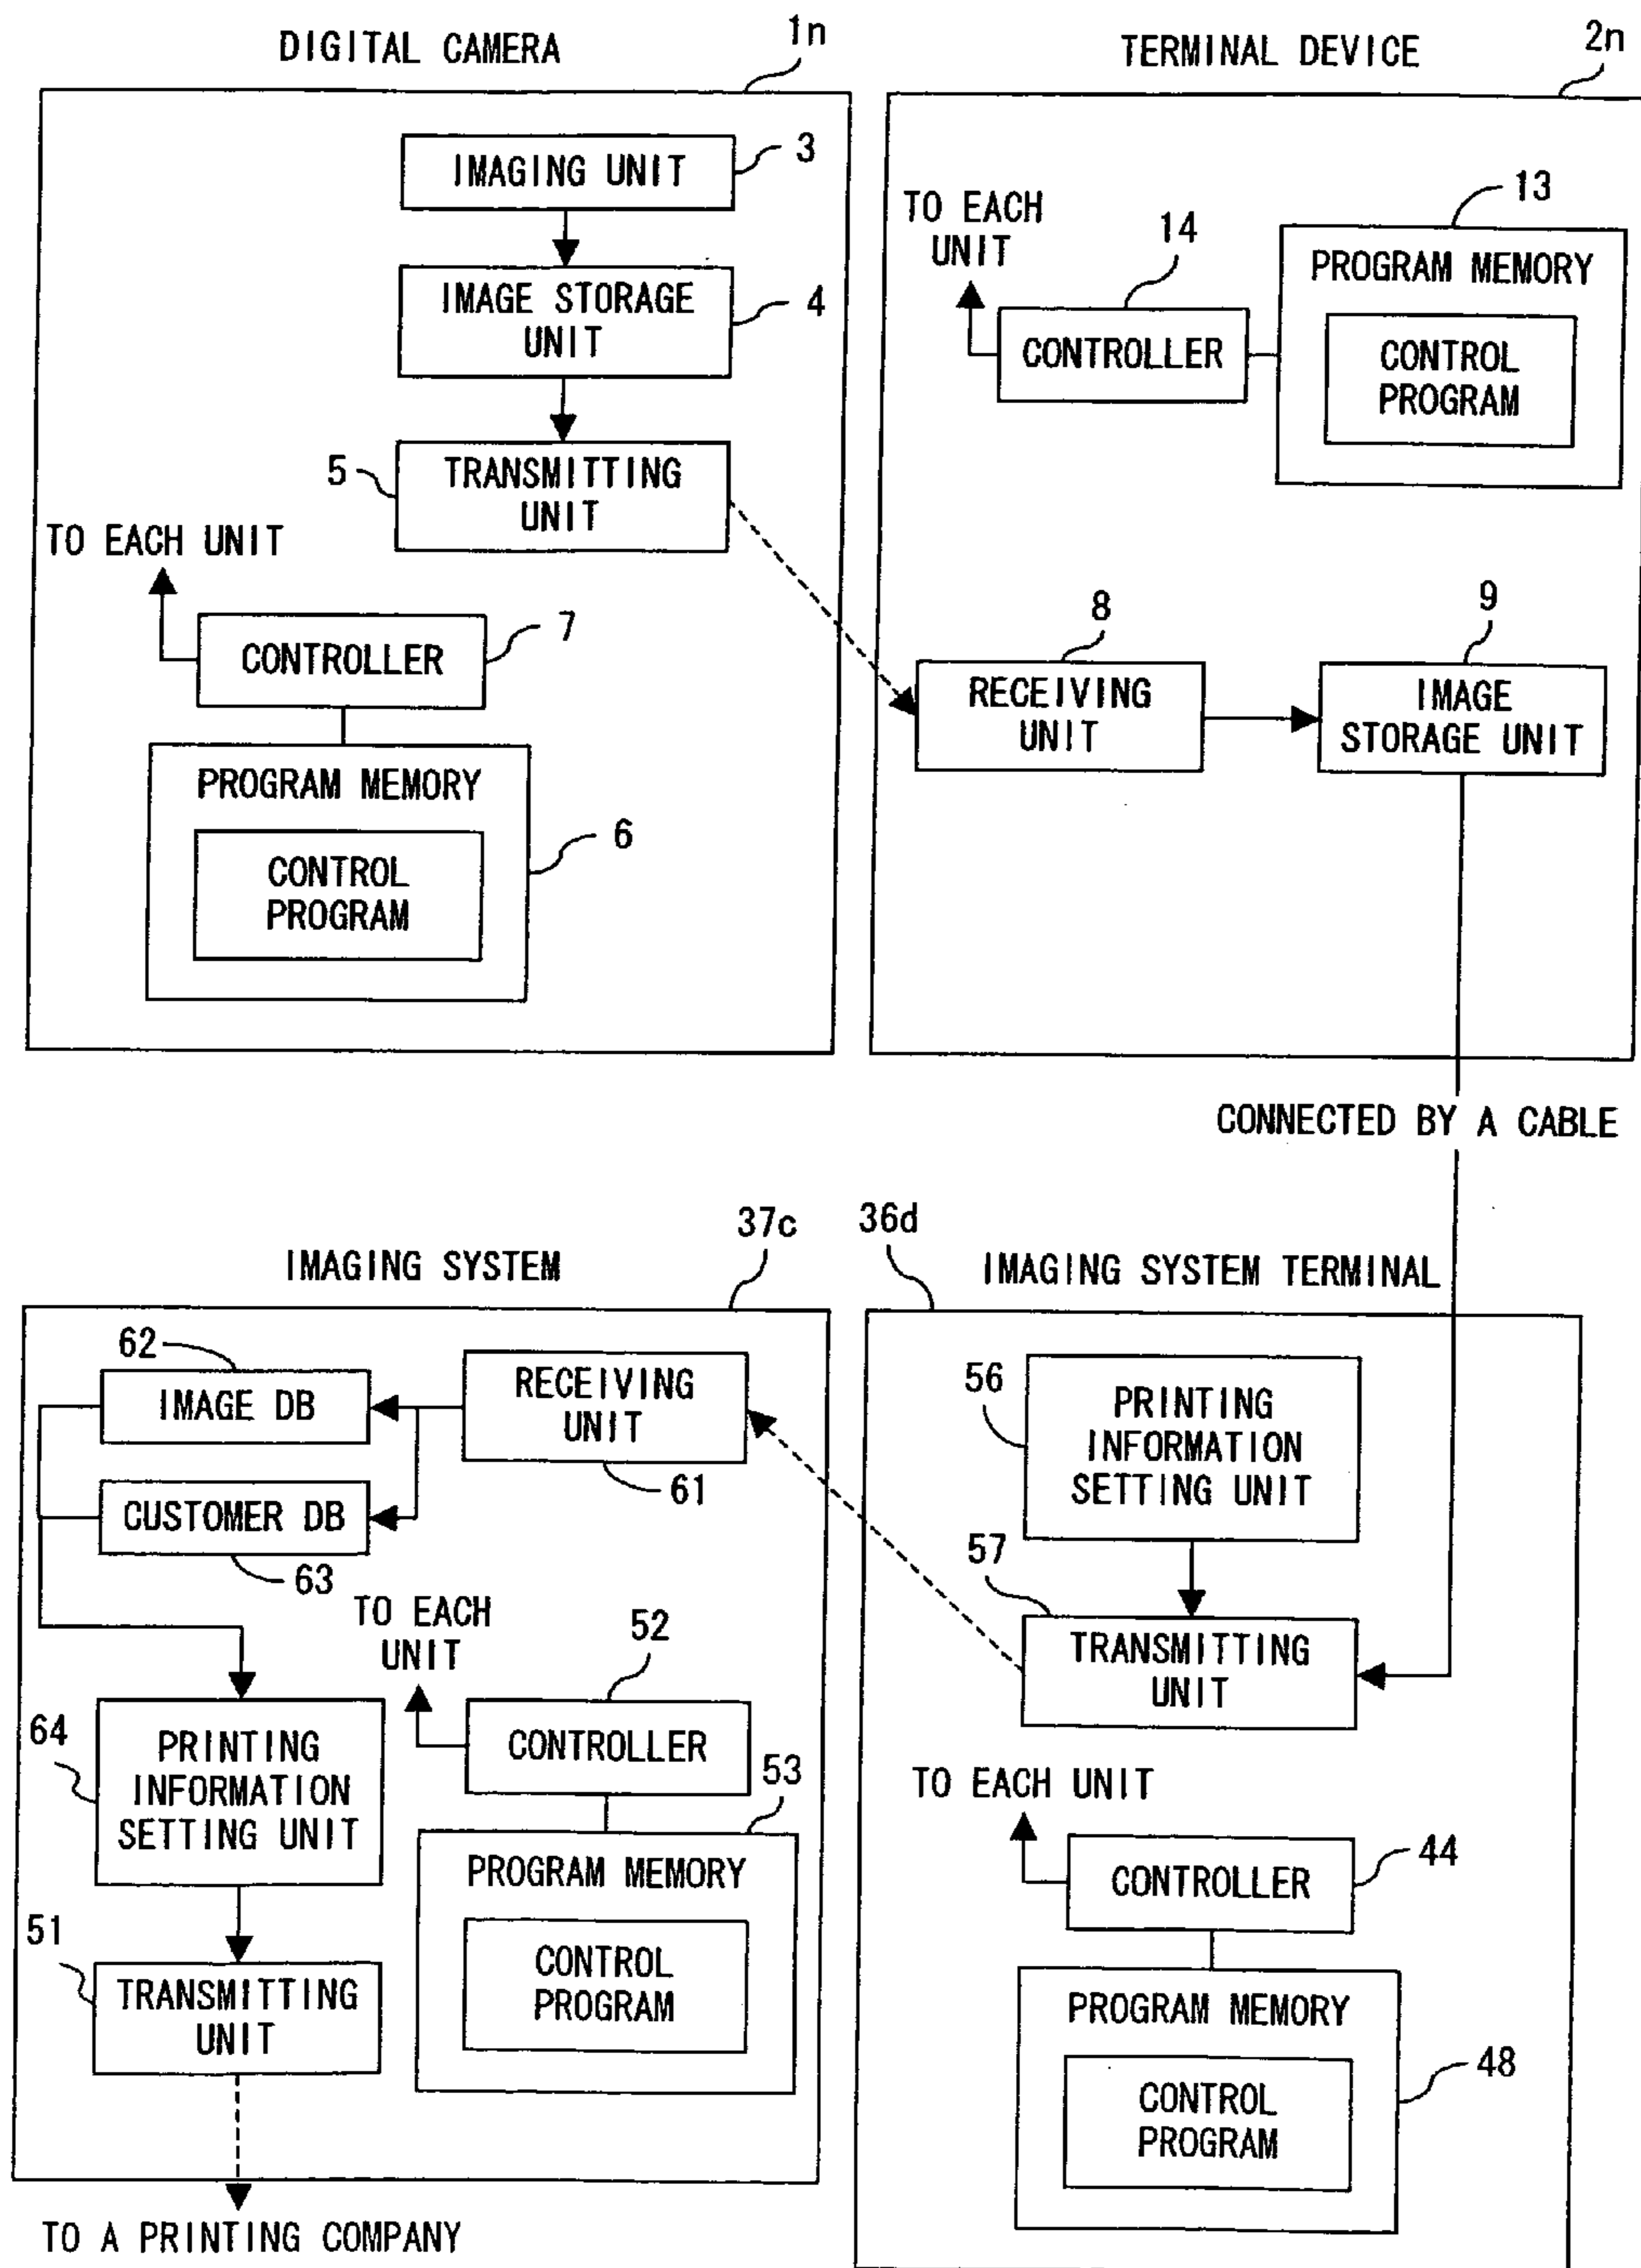 DIGITAL CAMERA
1n
IMAGING UNIT
3
IMAGE STORAGE
UNIT
4
5
TRANSMITTING
UNIT
TO EACH UNIT
CONTROLLER
7
PROGRAM MEMORY
6
CONTROL
PROGRAM
TERMINAL DEVICE
2n
TO EACH
UNIT
14
13
CONTROLLER
PROGRAM MEMORY
CONTROL
PROGRAM
8
9
RECEIVING
UNIT
IMAGE
STORAGE UNIT
CONNECTED BY A CABLE
IMAGING SYSTEM
37c
62
IMAGE DB
RECEIVING
UNIT
61
CUSTOMER DB
63
TO EACH
UNIT
52
CONTROLLER
64
PRINTING
INFORMATION
SETTING UNIT
53
PROGRAM MEMORY
CONTROL
PROGRAM
51
TRANSMITTING
UNIT
TO A PRINTING COMPANY
36d
IMAGING SYSTEM TERMINAL
56
PRINTING
INFORMATION
SETTING UNIT
57
TRANSMITTING
UNIT
TO EACH UNIT
CONTROLLER
44
PROGRAM MEMORY
48
CONTROL
PROGRAM